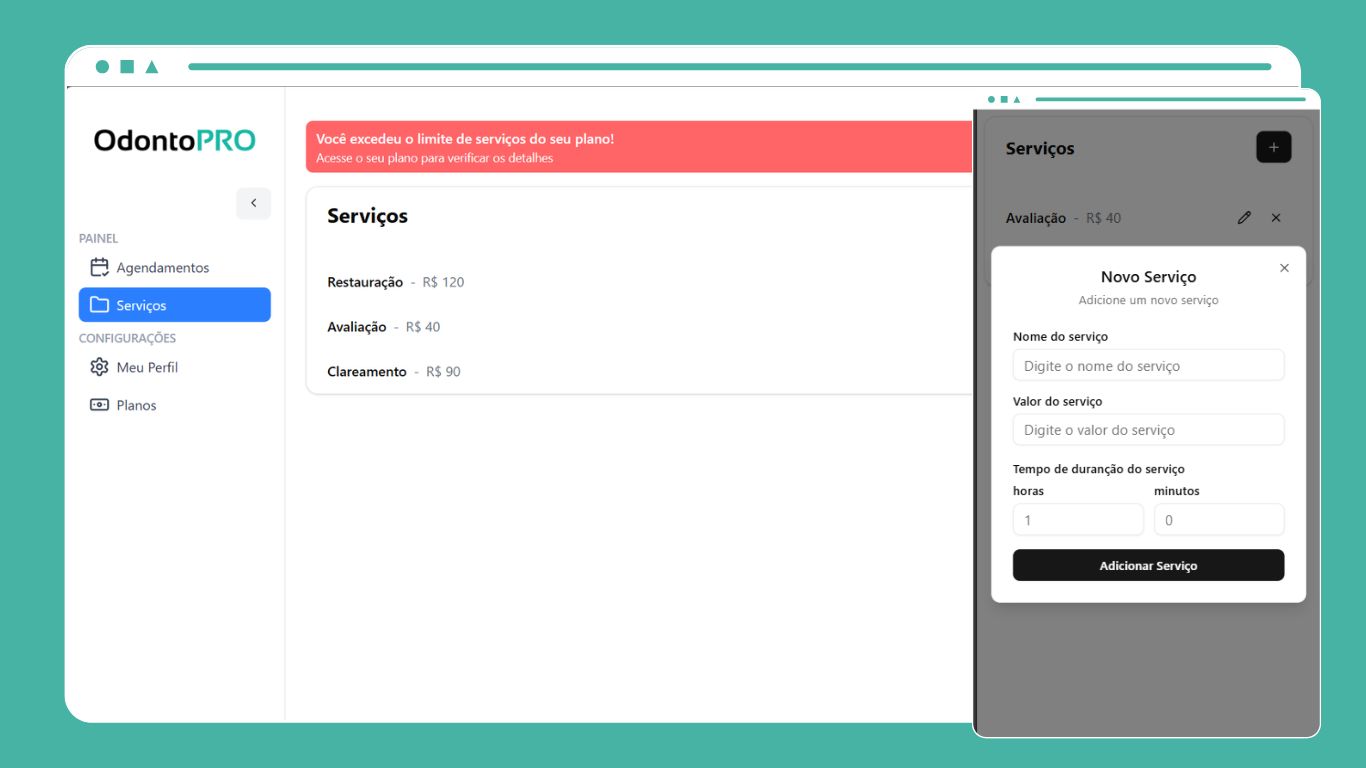 OdontoPRO
PAINEL
Agendamentos
Serviços
CONFIGURAÇÕES
Meu Perfil
Planos
Você excedeu o limite de serviços do seu plano!
Acesse o seu plano para verificar os detalhes
Serviços
Restauração - R$ 120
Avaliação - R$ 40
Clareamento - R$ 90
Serviços
Avaliação - R$ 40
Novo Serviço
Adicione um novo serviço
Nome do serviço
Digite o nome do serviço
Valor do serviço
Digite o valor do serviço
Tempo de duranção do serviço
horas minutos
1 0
Adicionar Serviço